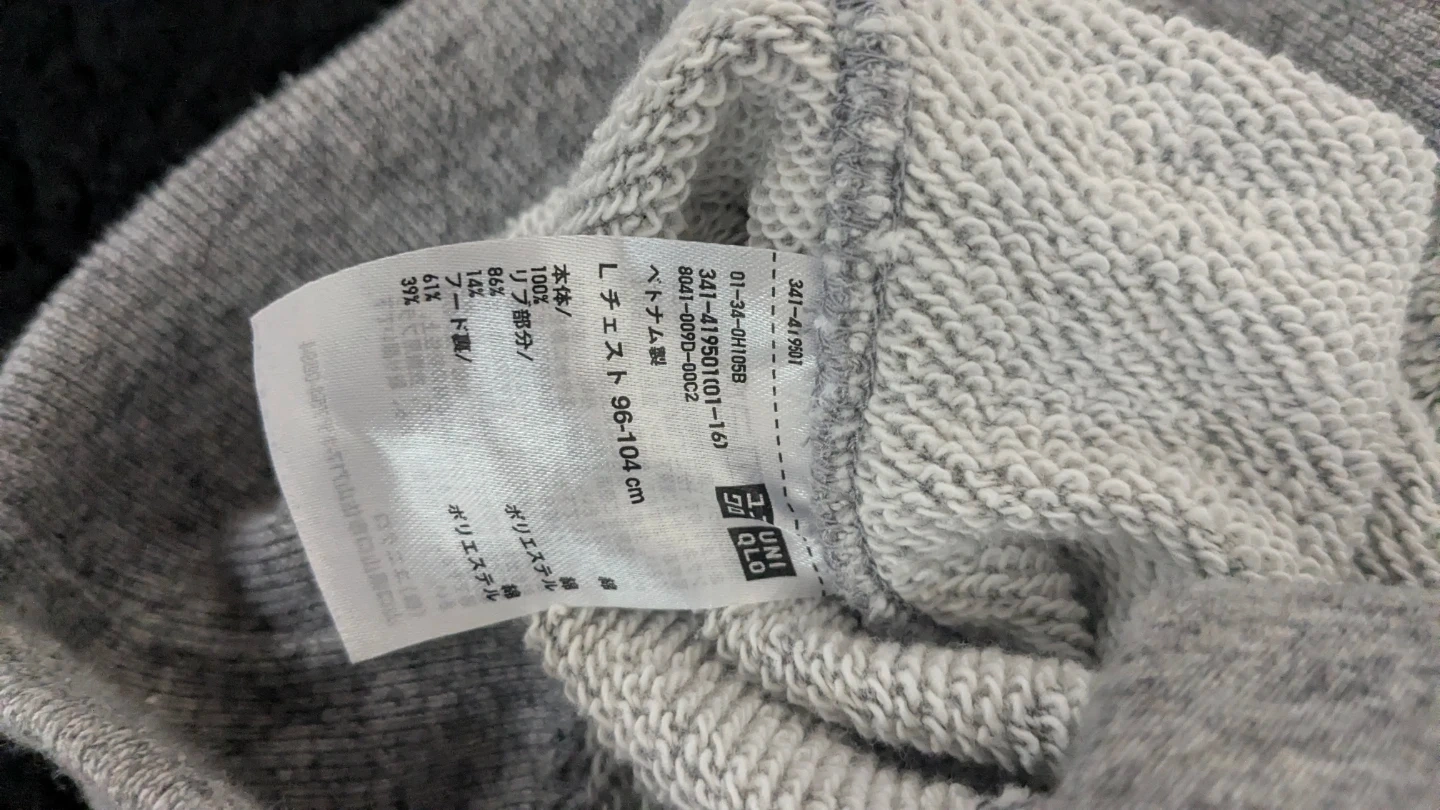 341-419501
01-34-0H105B
341-419501(01-16)
8041-009D-00C2
ユニ
クロ
UNI
QLO
ベトナム製
L チェスト 96-104 cm
本体/
100% 綿
リブ部分/
86% 綿
14% ポリエステル
フード裏/
61% 綿
39% ポリエステル